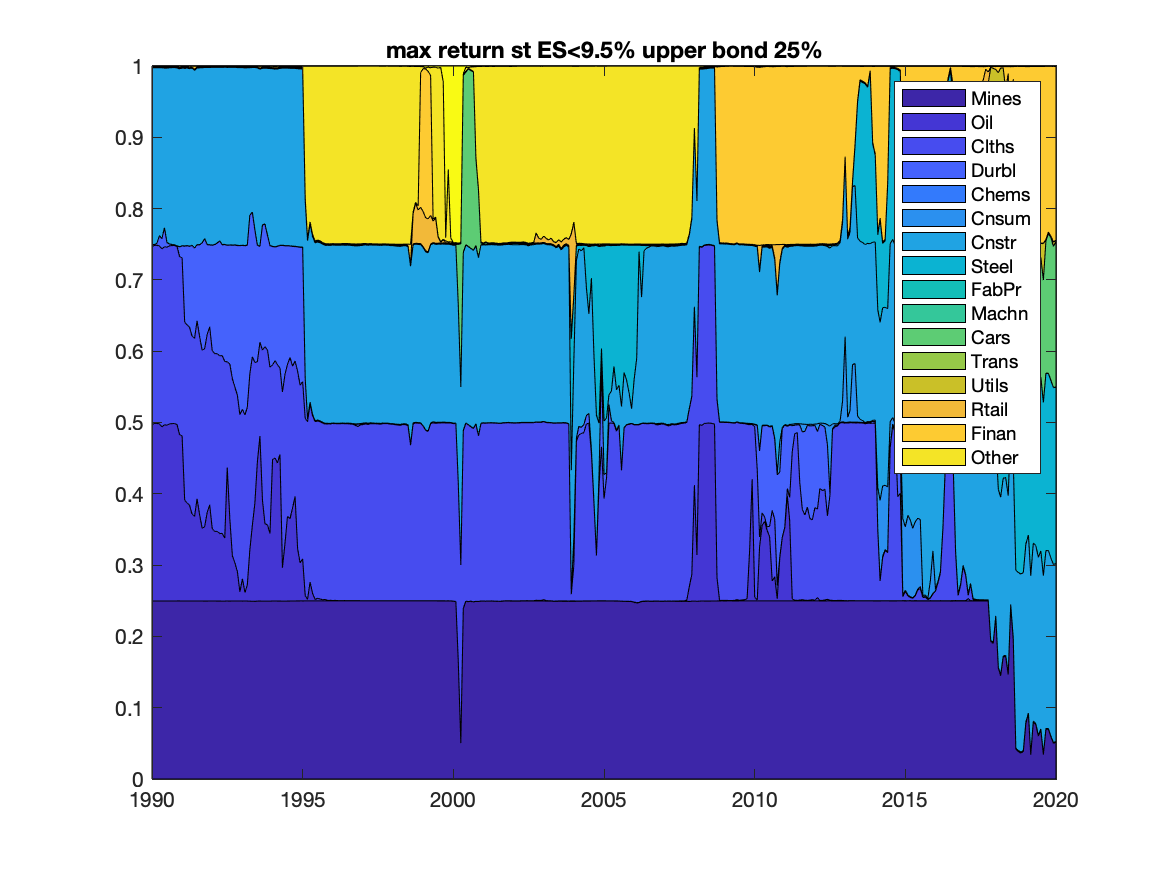 max return st ES<9.5% upper bond 25%
1
0.9
0.8
0.7
0.6
0.5
0.4
0.3
0.2
0.1
0
1990 1995 2000 2005 2010 2015 2020
Mines
Oil
Clths
Durbl
Chems
Cnsum
Cnstr
Steel
FabPr
Machn
Cars
Trans
Utils
Rtail
Finan
Other